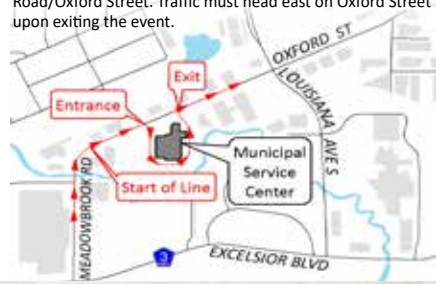 Road/Oxford Street. Traffic must head east on Oxford Street
upon exiting the event.
OXFORD ST
Exit
LOUISIANA AVE S
Entrance
Municipal
Service
Center
Start of Line
MEADOWBROOK RD
3
EXCELSIOR BLVD